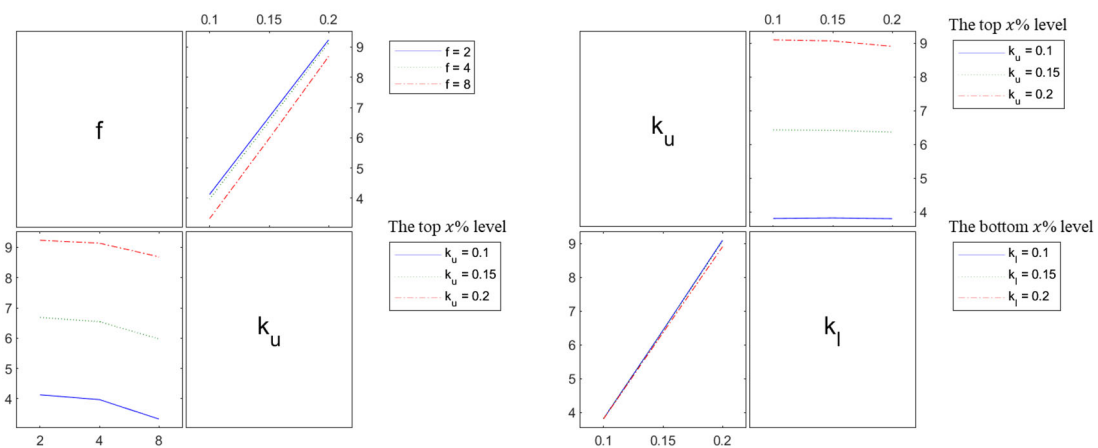 0.1 0.15 0.2
f
9
8
7
6
5
4
f = 2
f = 4
f = 8
9
8
7
6
5
4
2 4 8
k_u
The top x% level
k_u = 0.1
k_u = 0.15
k_u = 0.2
0.1 0.15 0.2
k_u
9
8
7
6
5
4
The top x% level
k_u = 0.1
k_u = 0.15
k_u = 0.2
9
8
7
6
5
4
0.1 0.15 0.2
k_l
The bottom x% level
k_l = 0.1
k_l = 0.15
k_l = 0.2